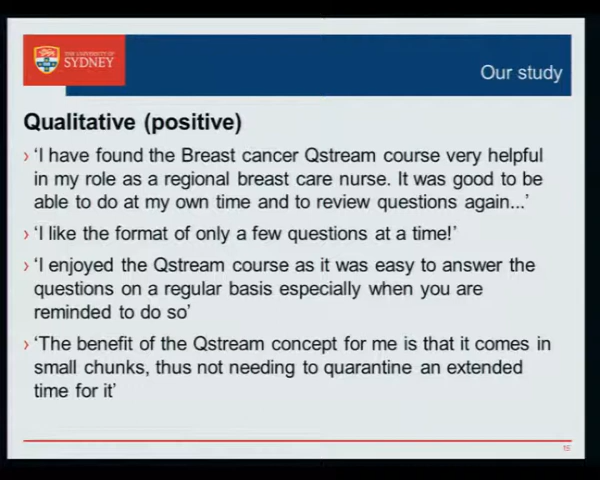 THE UNIVERSITY OF
SYDNEY
Our study
Qualitative (positive)
› ‘I have found the Breast cancer Qstream course very helpful
in my role as a regional breast care nurse. It was good to be
able to do at my own time and to review questions again...’
› ‘I like the format of only a few questions at a time!’
› ‘I enjoyed the Qstream course as it was easy to answer the
questions on a regular basis especially when you are
reminded to do so’
› ‘The benefit of the Qstream concept for me is that it comes in
small chunks, thus not needing to quarantine an extended
time for it’
15